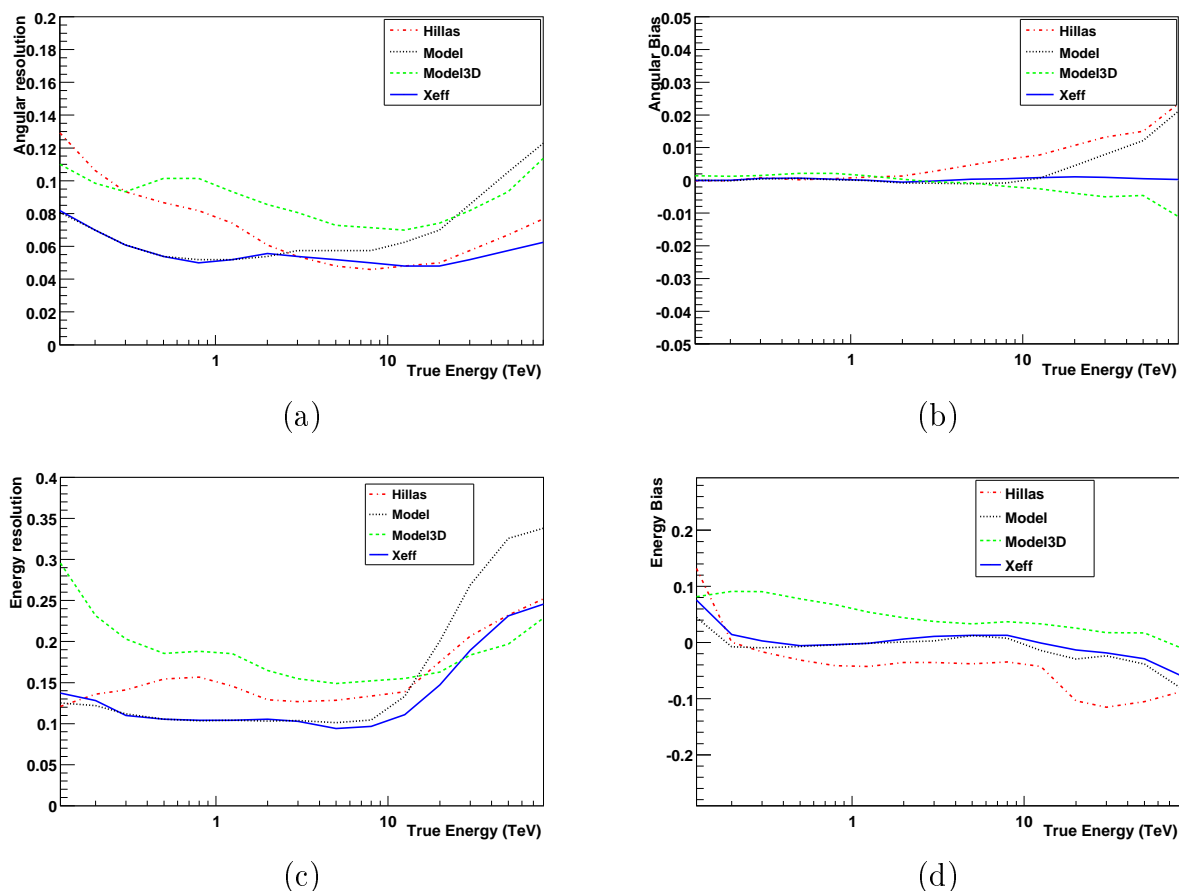 Angular resolution
0.2
0.18
0.16
0.14
0.12
0.1
0.08
0.06
0.04
0.02
0
Hillas
Model
Model3D
Xeff
1
10
True Energy (TeV)
(a)
Angular Bias
0.05
0.04
0.03
0.02
0.01
0
-0.01
-0.02
-0.03
-0.04
-0.05
Hillas
Model
Model3D
Xeff
1
10
True Energy (TeV)
(b)
Energy resolution
0.4
0.35
0.3
0.25
0.2
0.15
0.1
0.05
0
Hillas
Model
Model3D
Xeff
1
10
True Energy (TeV)
(c)
Energy Bias
0.2
0.1
0
-0.1
-0.2
Hillas
Model
Model3D
Xeff
1
10
True Energy (TeV)
(d)